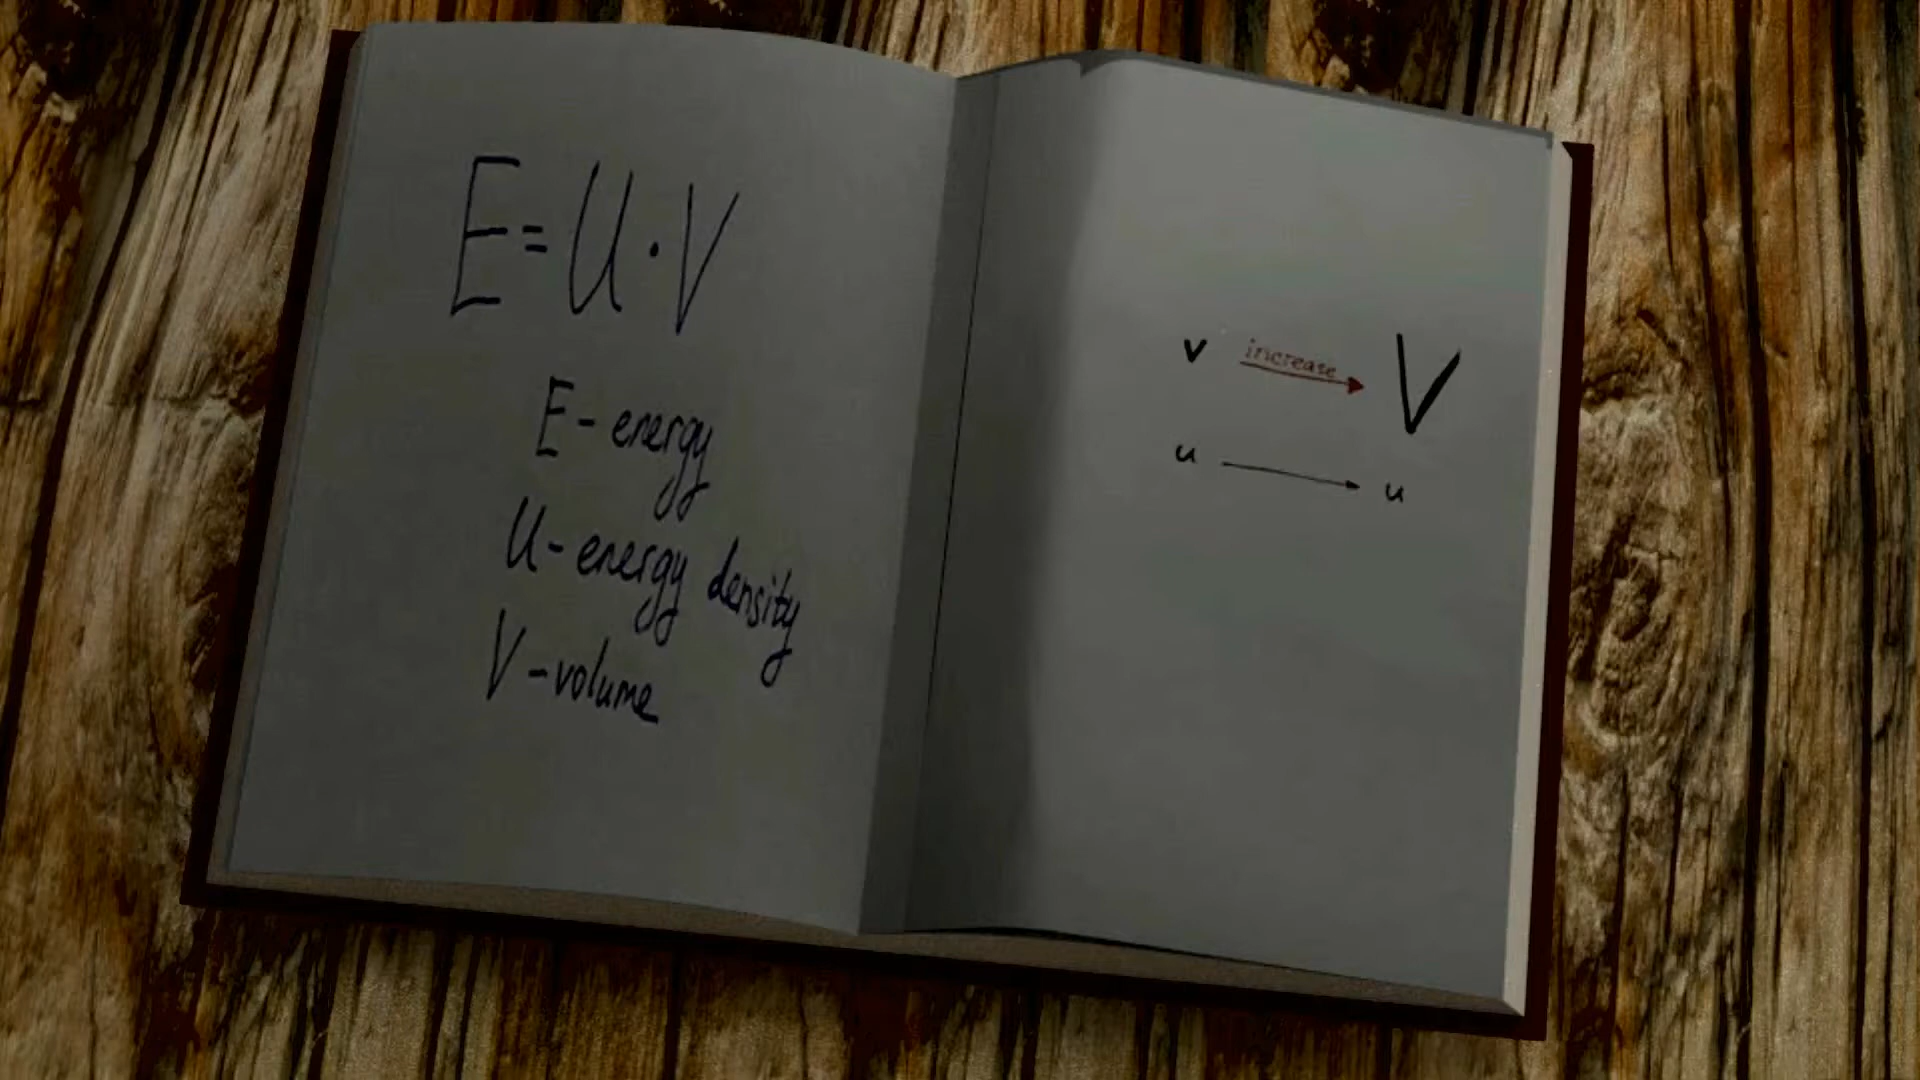 E = U · V
E - energy
U - energy density
V - volume
v increase V
u u